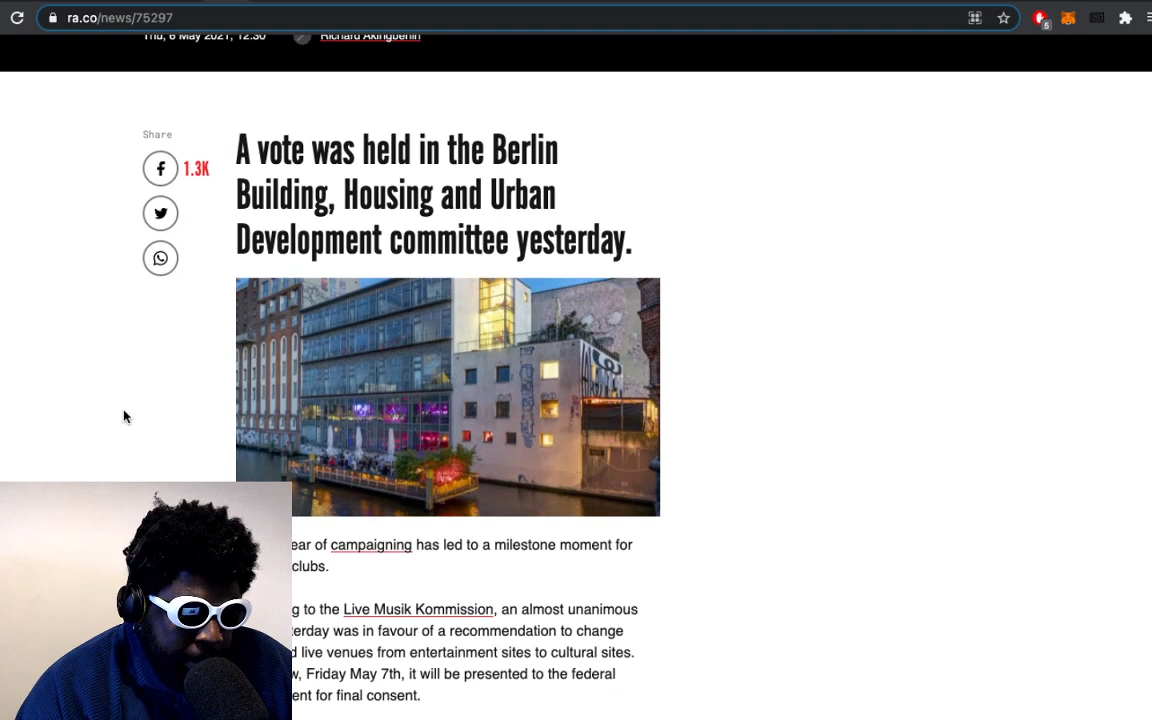 ra.co/news/75297
5
Thu, 6 May 2021, 12:30 Richard Akingbehin
Share
1.3K
A vote was held in the Berlin
Building, Housing and Urban
Development committee yesterday.
ear of campaigning has led to a milestone moment for
clubs.
g to the Live Musik Kommission, an almost unanimous
terday was in favour of a recommendation to change
d live venues from entertainment sites to cultural sites.
w, Friday May 7th, it will be presented to the federal
ent for final consent.